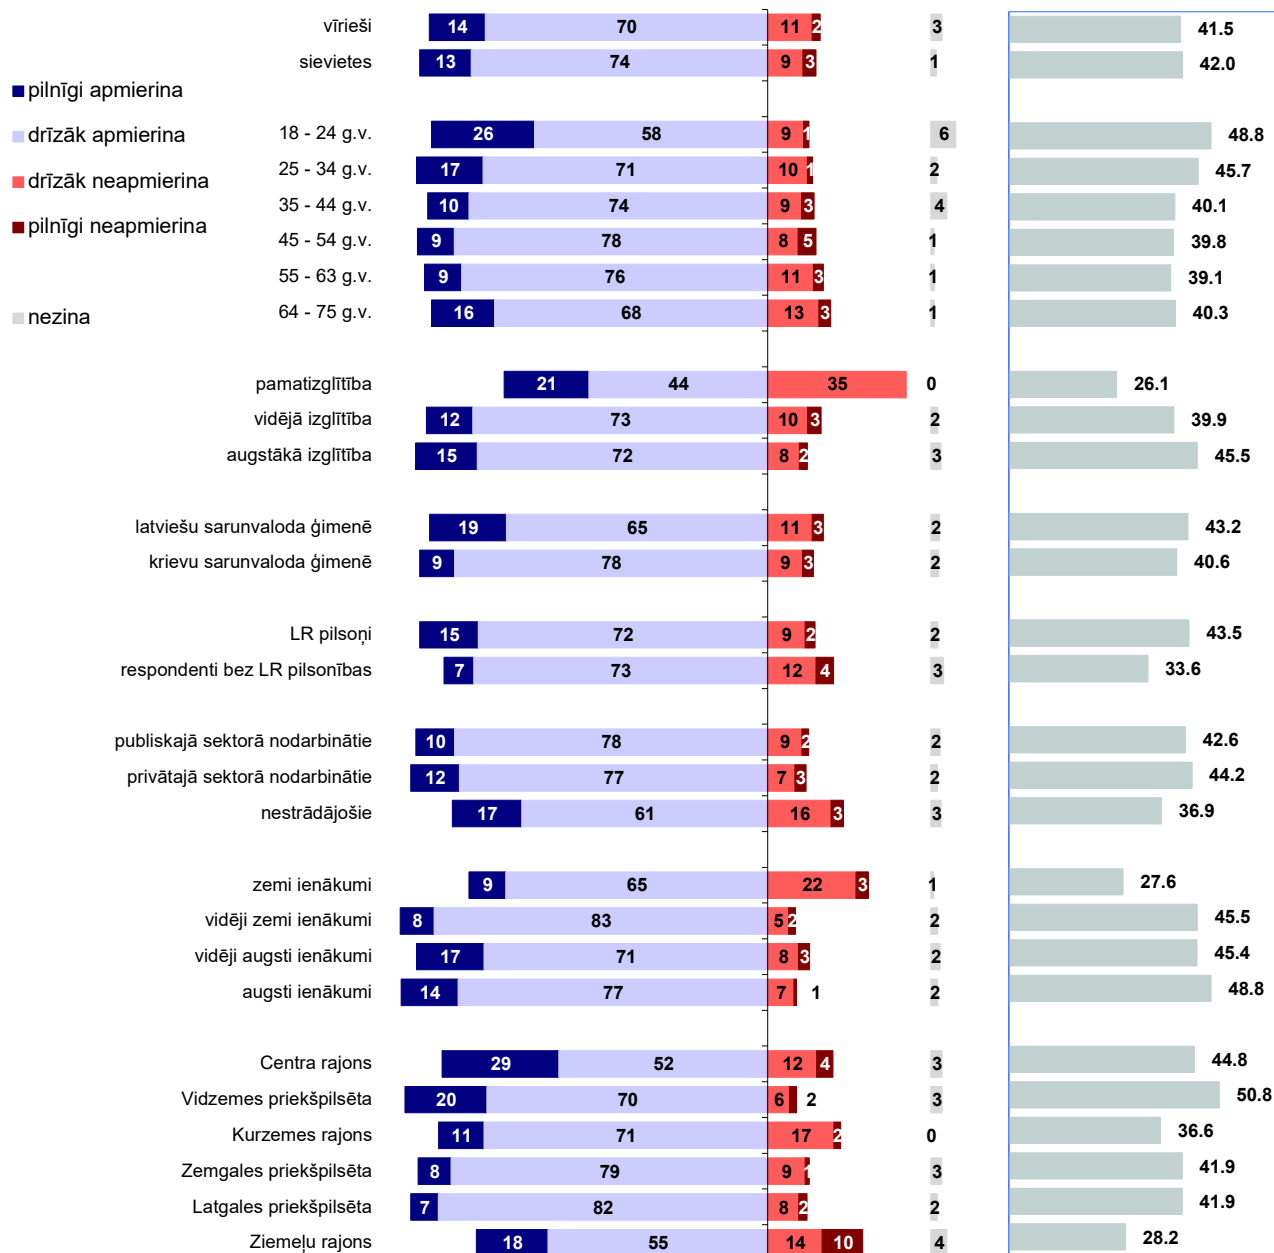 vīrieši 14 70 11 2 3 41.5
sievietes 13 74 9 3 1 42.0
pilnīgi apmierina
drīzāk apmierina
drīzāk neapmierina
pilnīgi neapmierina
nezina
18 - 24 g.v. 26 58 9 1 6 48.8
25 - 34 g.v. 17 71 10 1 2 45.7
35 - 44 g.v. 10 74 9 3 4 40.1
45 - 54 g.v. 9 78 8 5 1 39.8
55 - 63 g.v. 9 76 11 3 1 39.1
64 - 75 g.v. 16 68 13 3 1 40.3
pamatizglītība 21 44 35 0 26.1
vidējā izglītība 12 73 10 3 2 39.9
augstākā izglītība 15 72 8 2 3 45.5
latviešu sarunvaloda ģimenē 19 65 11 3 2 43.2
krievu sarunvaloda ģimenē 9 78 9 3 2 40.6
LR pilsoņi 15 72 9 2 2 43.5
respondenti bez LR pilsonības 7 73 12 4 3 33.6
publiskajā sektorā nodarbinātie 10 78 9 2 2 42.6
privātajā sektorā nodarbinātie 12 77 7 3 2 44.2
nestrādājošie 17 61 16 3 3 36.9
zemi ienākumi 9 65 22 3 1 27.6
vidēji zemi ienākumi 8 83 5 2 2 45.5
vidēji augsti ienākumi 17 71 8 3 2 45.4
augsti ienākumi 14 77 7 1 2 48.8
Centra rajons 29 52 12 4 3 44.8
Vidzemes priekšpilsēta 20 70 6 2 3 50.8
Kurzemes rajons 11 71 17 2 0 36.6
Zemgales priekšpilsēta 8 79 9 1 3 41.9
Latgales priekšpilsēta 7 82 8 2 2 41.9
Ziemeļu rajons 18 55 14 10 4 28.2